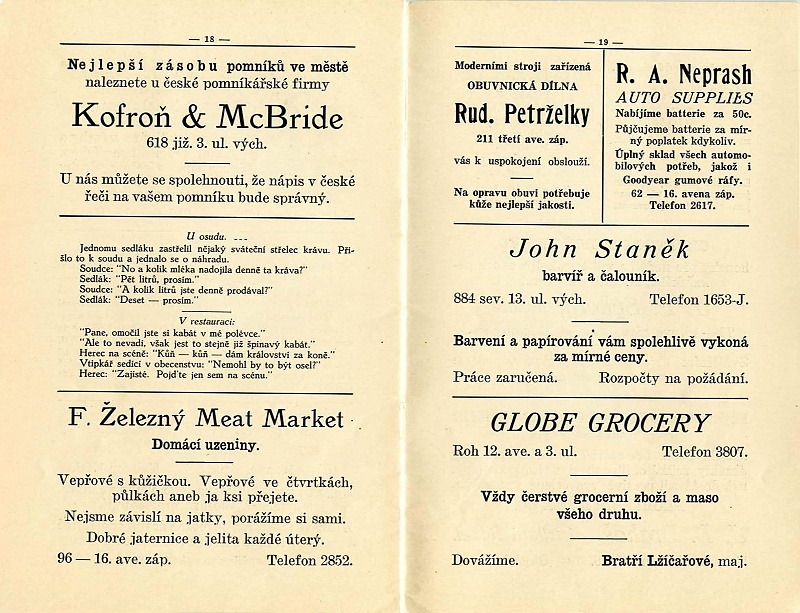 — 18 —
Nejlepší zásobu pomníků ve městě
naleznete u české pomníkářské firmy
Kofroň & McBride
618 již. 3. ul. vých.
U nás můžete se spolehnouti, že nápis v české
řeči na vašem pomníku bude správný.
U osudu. ---
Jednomu sedláku zastřelil nějaký sváteční střelec krávu. Při-
šlo to k soudu a jednalo se o náhradu.
Soudce: "No a kolik mléka nadojila denně ta kráva?"
Sedlák: "Pět litrů, prosím."
Soudce: "A kolik litrů jste denně prodával?"
Sedlák: "Deset — prosím."
V restauraci:
"Pane, omočil jste si kabát v mé polévce."
"Ale to nevadí, však jest to stejně již špinavý kabát."
Herec na scéně: "Kůň — kůň — dám království za koně."
Vtipkář sedící v obecenstvu: "Nemohl by to být osel?"
Herec: "Zajisté. Pojďte jen sem na scénu."
F. Železný Meat Market
Domácí uzeniny.
Vepřové s kůžičkou. Vepřové ve čtvrtkách,
půlkách aneb ja ksi přejete.
Nejsme závislí na jatky, porážíme si sami.
Dobré jaternice a jelita každé úterý.
96 — 16. ave. záp. Telefon 2852.
— 19 —
Moderními stroji zařízená
OBUVNICKÁ DÍLNA
Rud. Petrželky
211 třetí ave. záp.
vás k uspokojení obslouží.
Na opravu obuvi potřebuje
kůže nejlepší jakosti.
R. A. Neprash
AUTO SUPPLIES
Nabíjíme batterie za 50c.
Půjčujeme batterie za mír-
ný poplatek kdykoliv.
Úplný sklad všech automo-
bilových potřeb, jakož i
Goodyear gumové ráfy.
62 — 16. avena záp.
Telefon 2617.
John Staněk
barvíř a čalouník.
884 sev. 13. ul. vých. Telefon 1653-J.
Barvení a papírování vám spolehlivě vykoná
za mírné ceny.
Práce zaručená. Rozpočty na požádání.
GLOBE GROCERY
Roh 12. ave. a 3. ul. Telefon 3807.
Vždy čerstvé grocerní zboží a maso
všeho druhu.
Dovážíme. Bratří Lžíčařové, maj.